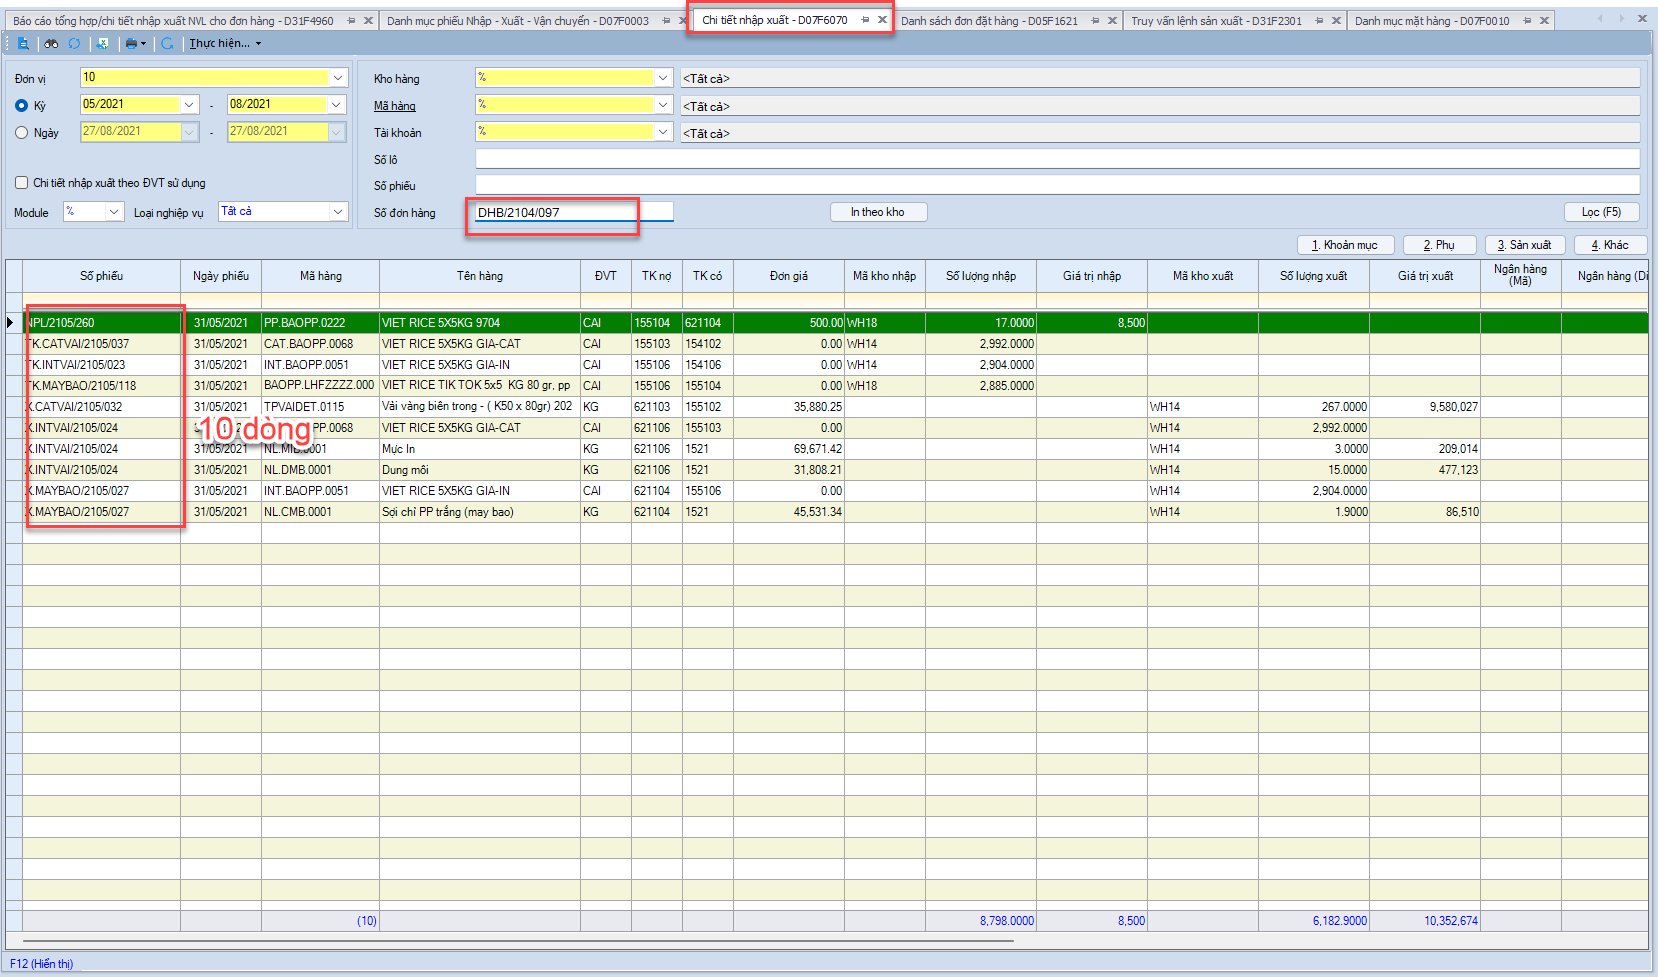 Báo cáo tổng hợp/chi tiết nhập xuất NVL cho đơn hàng - D31F4960 Danh mục phiếu Nhập - Xuất - Vận chuyển - D07F0003 Chi tiết nhập xuất - D07F6070 Danh sách đơn đặt hàng - D05F1621 Truy vấn lệnh sản xuất - D31F2301 Danh mục mặt hàng - D07F0010
Thực hiện...
Đơn vị 10 Kho hàng % <Tất cả>
Kỳ 05/2021 - 08/2021 Mã hàng % <Tất cả>
Ngày 27/08/2021 - 27/08/2021 Tài khoản % <Tất cả>
Số lô
Chi tiết nhập xuất theo ĐVT sử dụng Số phiếu
Module % Loại nghiệp vụ Tất cả Số đơn hàng DHB/2104/097 In theo kho Lọc (F5)
1. Khoản mục 2. Phụ 3. Sản xuất 4. Khác
Số phiếu Ngày phiếu Mã hàng Tên hàng ĐVT TK nợ TK có Đơn giá Mã kho nhập Số lượng nhập Giá trị nhập Mã kho xuất Số lượng xuất Giá trị xuất Ngân hàng (Mã) Ngân hàng (Di
NPL/2105/260 31/05/2021 PP.BAOPP.0222 VIET RICE 5X5KG 9704 CAI 155104 621104 500.00 WH18 17.0000 8,500
TK.CATVAI/2105/037 31/05/2021 CAT.BAOPP.0068 VIET RICE 5X5KG GIA-CAT CAI 155103 154102 0.00 WH14 2,992.0000
TK.INTVAI/2105/023 31/05/2021 INT.BAOPP.0051 VIET RICE 5X5KG GIA-IN CAI 155106 154106 0.00 WH14 2,904.0000
TK.MAYBAO/2105/118 31/05/2021 BAOPP.LHFZZZZ.000 VIET RICE TIK TOK 5x5 KG 80 gr, pp CAI 155106 155104 0.00 WH18 2,885.0000
X.CATVAI/2105/032 31/05/2021 TPVAIDET.0115 Vải vàng biên trong - ( K50 x 80gr) 202 KG 621103 155102 35,880.25 WH14 267.0000 9,580,027
X.INTVAI/2105/024 31/05/2021 CAT.BAOPP.0068 VIET RICE 5X5KG GIA-CAT CAI 621106 155103 0.00 WH14 2,992.0000
10 dòng
X.INTVAI/2105/024 31/05/2021 NL.MIB.0001 Mực In KG 621106 1521 69,671.42 WH14 3.0000 209,014
X.INTVAI/2105/024 31/05/2021 NL.DMB.0001 Dung môi KG 621106 1521 31,808.21 WH14 15.0000 477,123
X.MAYBAO/2105/027 31/05/2021 INT.BAOPP.0051 VIET RICE 5X5KG GIA-IN CAI 621104 155106 0.00 WH14 2,904.0000
X.MAYBAO/2105/027 31/05/2021 NL.CMB.0001 Sợi chỉ PP trắng (may bao) KG 621104 1521 45,531.34 WH14 1.9000 86,510
(10) 8,798.0000 8,500 6,182.9000 10,352,674
F12 (Hiển thị)